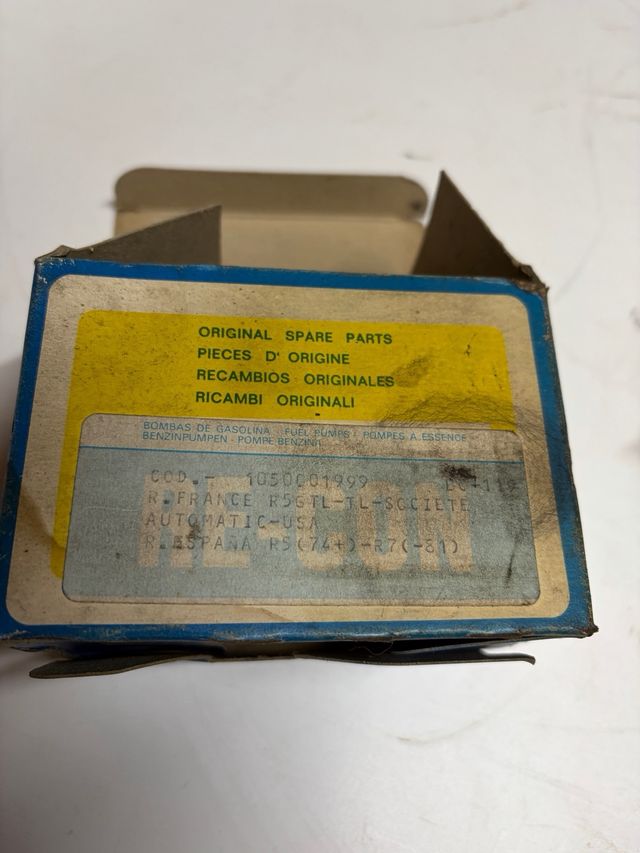 ORIGINAL SPARE PARTS
PIECES D' ORIGINE
RECAMBIOS ORIGINALES
RICAMBI ORIGINALI
BOMBAS DE GASOLINA - FUEL PUMPS - POMPES A ESSENCE
BENZINPUMPEN - POMPE BENZINA
COD.- 1050001999
R.FRANCE R5GTL-TL-SOCIETE
AUTOMATIC-USA
R.ESPAÑA R5(74+)-R7(-81)